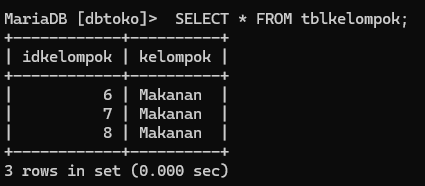 MariaDB [dbtoko]>  SELECT * FROM tblkelompok;
+------------+----------+
| idkelompok | kelompok |
+------------+----------+
|          6 | Makanan  |
|          7 | Makanan  |
|          8 | Makanan  |
+------------+----------+
3 rows in set (0.000 sec)